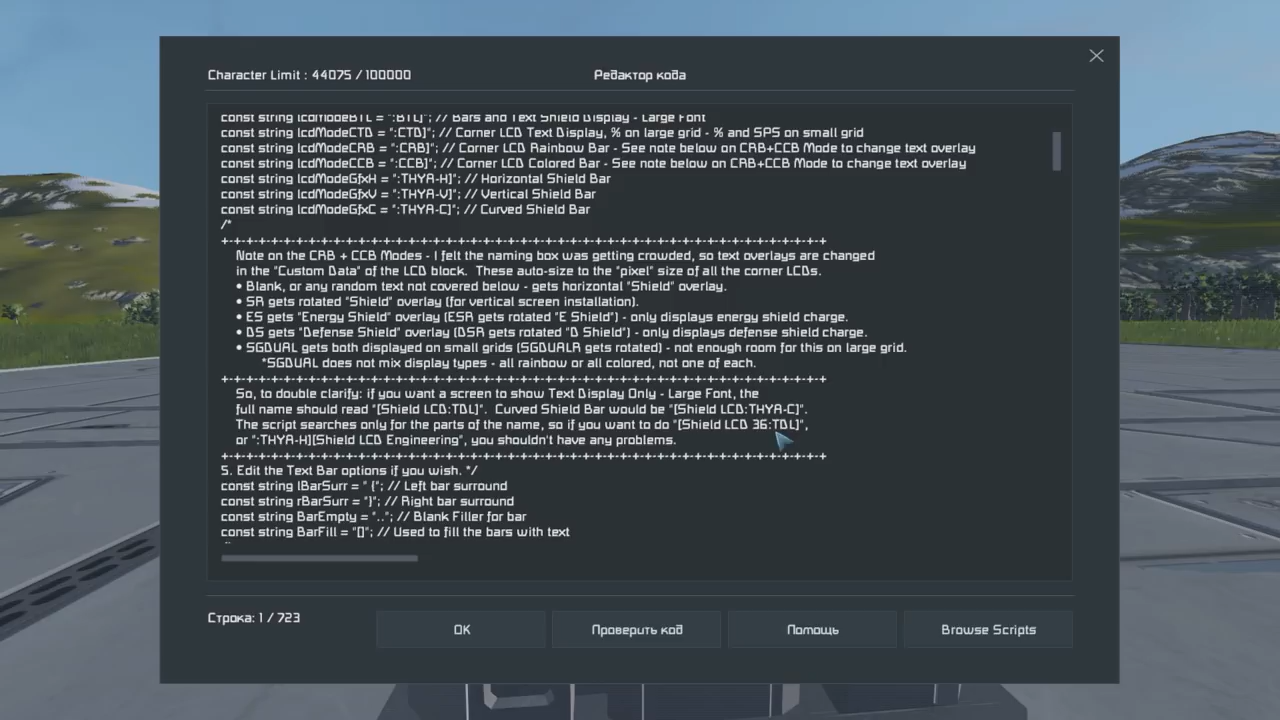 Character Limit : 44075 / 100000
Редактор кода
const string lcdModeBTL = ":BTL]"; // Bars and Text Shield Display - Large Font
const string lcdModeCTD = ":CTD]"; // Corner LCD Text Display, % on large grid - % and SPS on small grid
const string lcdModeCRB = ":CRB]"; // Corner LCD Rainbow Bar - See note below on CRB+CCB Mode to change text overlay
const string lcdModeCCB = ":CCB]"; // Corner LCD Colored Bar - See note below on CRB+CCB Mode to change text overlay
const string lcdModeGfxH = ":THYA-H]"; // Horizontal Shield Bar
const string lcdModeGfxV = ":THYA-V]"; // Vertical Shield Bar
const string lcdModeGfxC = ":THYA-C]"; // Curved Shield Bar
/*
+-+-+-+-+-+-+-+-+-+-+-+-+-+-+-+-+-+-+-+-+-+-+-+-+-+-+-+-+-+-+-+-+-+-+-+-+-+-+-+-+-+-+-+-+-+-+-+-+
Note on the CRB + CCB Modes - I felt the naming box was getting crowded, so text overlays are changed
in the "Custom Data" of the LCD block. These auto-size to the "pixel" size of all the corner LCDs.
• Blank, or any random text not covered below - gets horizontal "Shield" overlay.
• SR gets rotated "Shield" overlay (for vertical screen installation).
• ES gets "Energy Shield" overlay (ESR gets rotated "E Shield") - only displays energy shield charge.
• DS gets "Defense Shield" overlay (DSR gets rotated "D Shield") - only displays defense shield charge.
• SGDUAL gets both displayed on small grids (SGDUALR gets rotated) - not enough room for this on large grid.
*SGDUAL does not mix display types - all rainbow or all colored, not one of each.
+-+-+-+-+-+-+-+-+-+-+-+-+-+-+-+-+-+-+-+-+-+-+-+-+-+-+-+-+-+-+-+-+-+-+-+-+-+-+-+-+-+-+-+-+-+-+-+-+
So, to double clarify: if you want a screen to show Text Display Only - Large Font, the
full name should read "[Shield LCD:TDL]". Curved Shield Bar would be "[Shield LCD:THYA-C]".
The script searches only for the parts of the name, so if you want to do "[Shield LCD 36:TDL]",
or ":THYA-H][Shield LCD Engineering", you shouldn't have any problems.
+-+-+-+-+-+-+-+-+-+-+-+-+-+-+-+-+-+-+-+-+-+-+-+-+-+-+-+-+-+-+-+-+-+-+-+-+-+-+-+-+-+-+-+-+-+-+-+-+
5. Edit the Text Bar options if you wish. */
const string lBarSurr = " {"; // Left bar surround
const string rBarSurr = "}"; // Right bar surround
const string BarEmpty = ".."; // Blank Filler for bar
const string BarFill = "[]"; // Used to fill the bars with text
Строка: 1 / 723
OK
Проверить код
Помощь
Browse Scripts